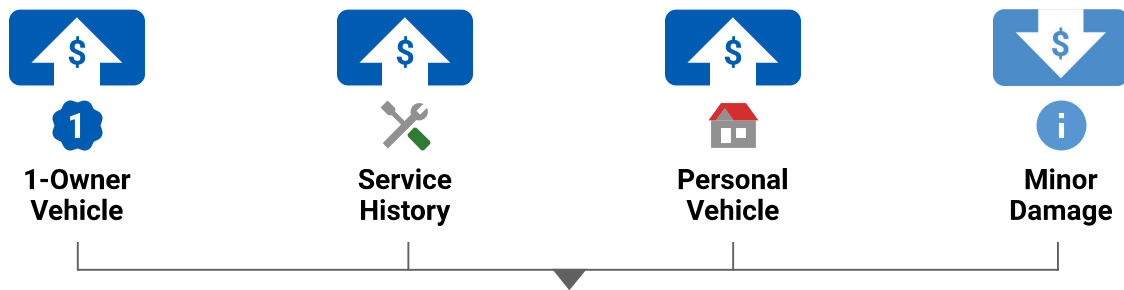 $
$
$
$
1
i
1-Owner
Vehicle
Service
History
Personal
Vehicle
Minor
Damage